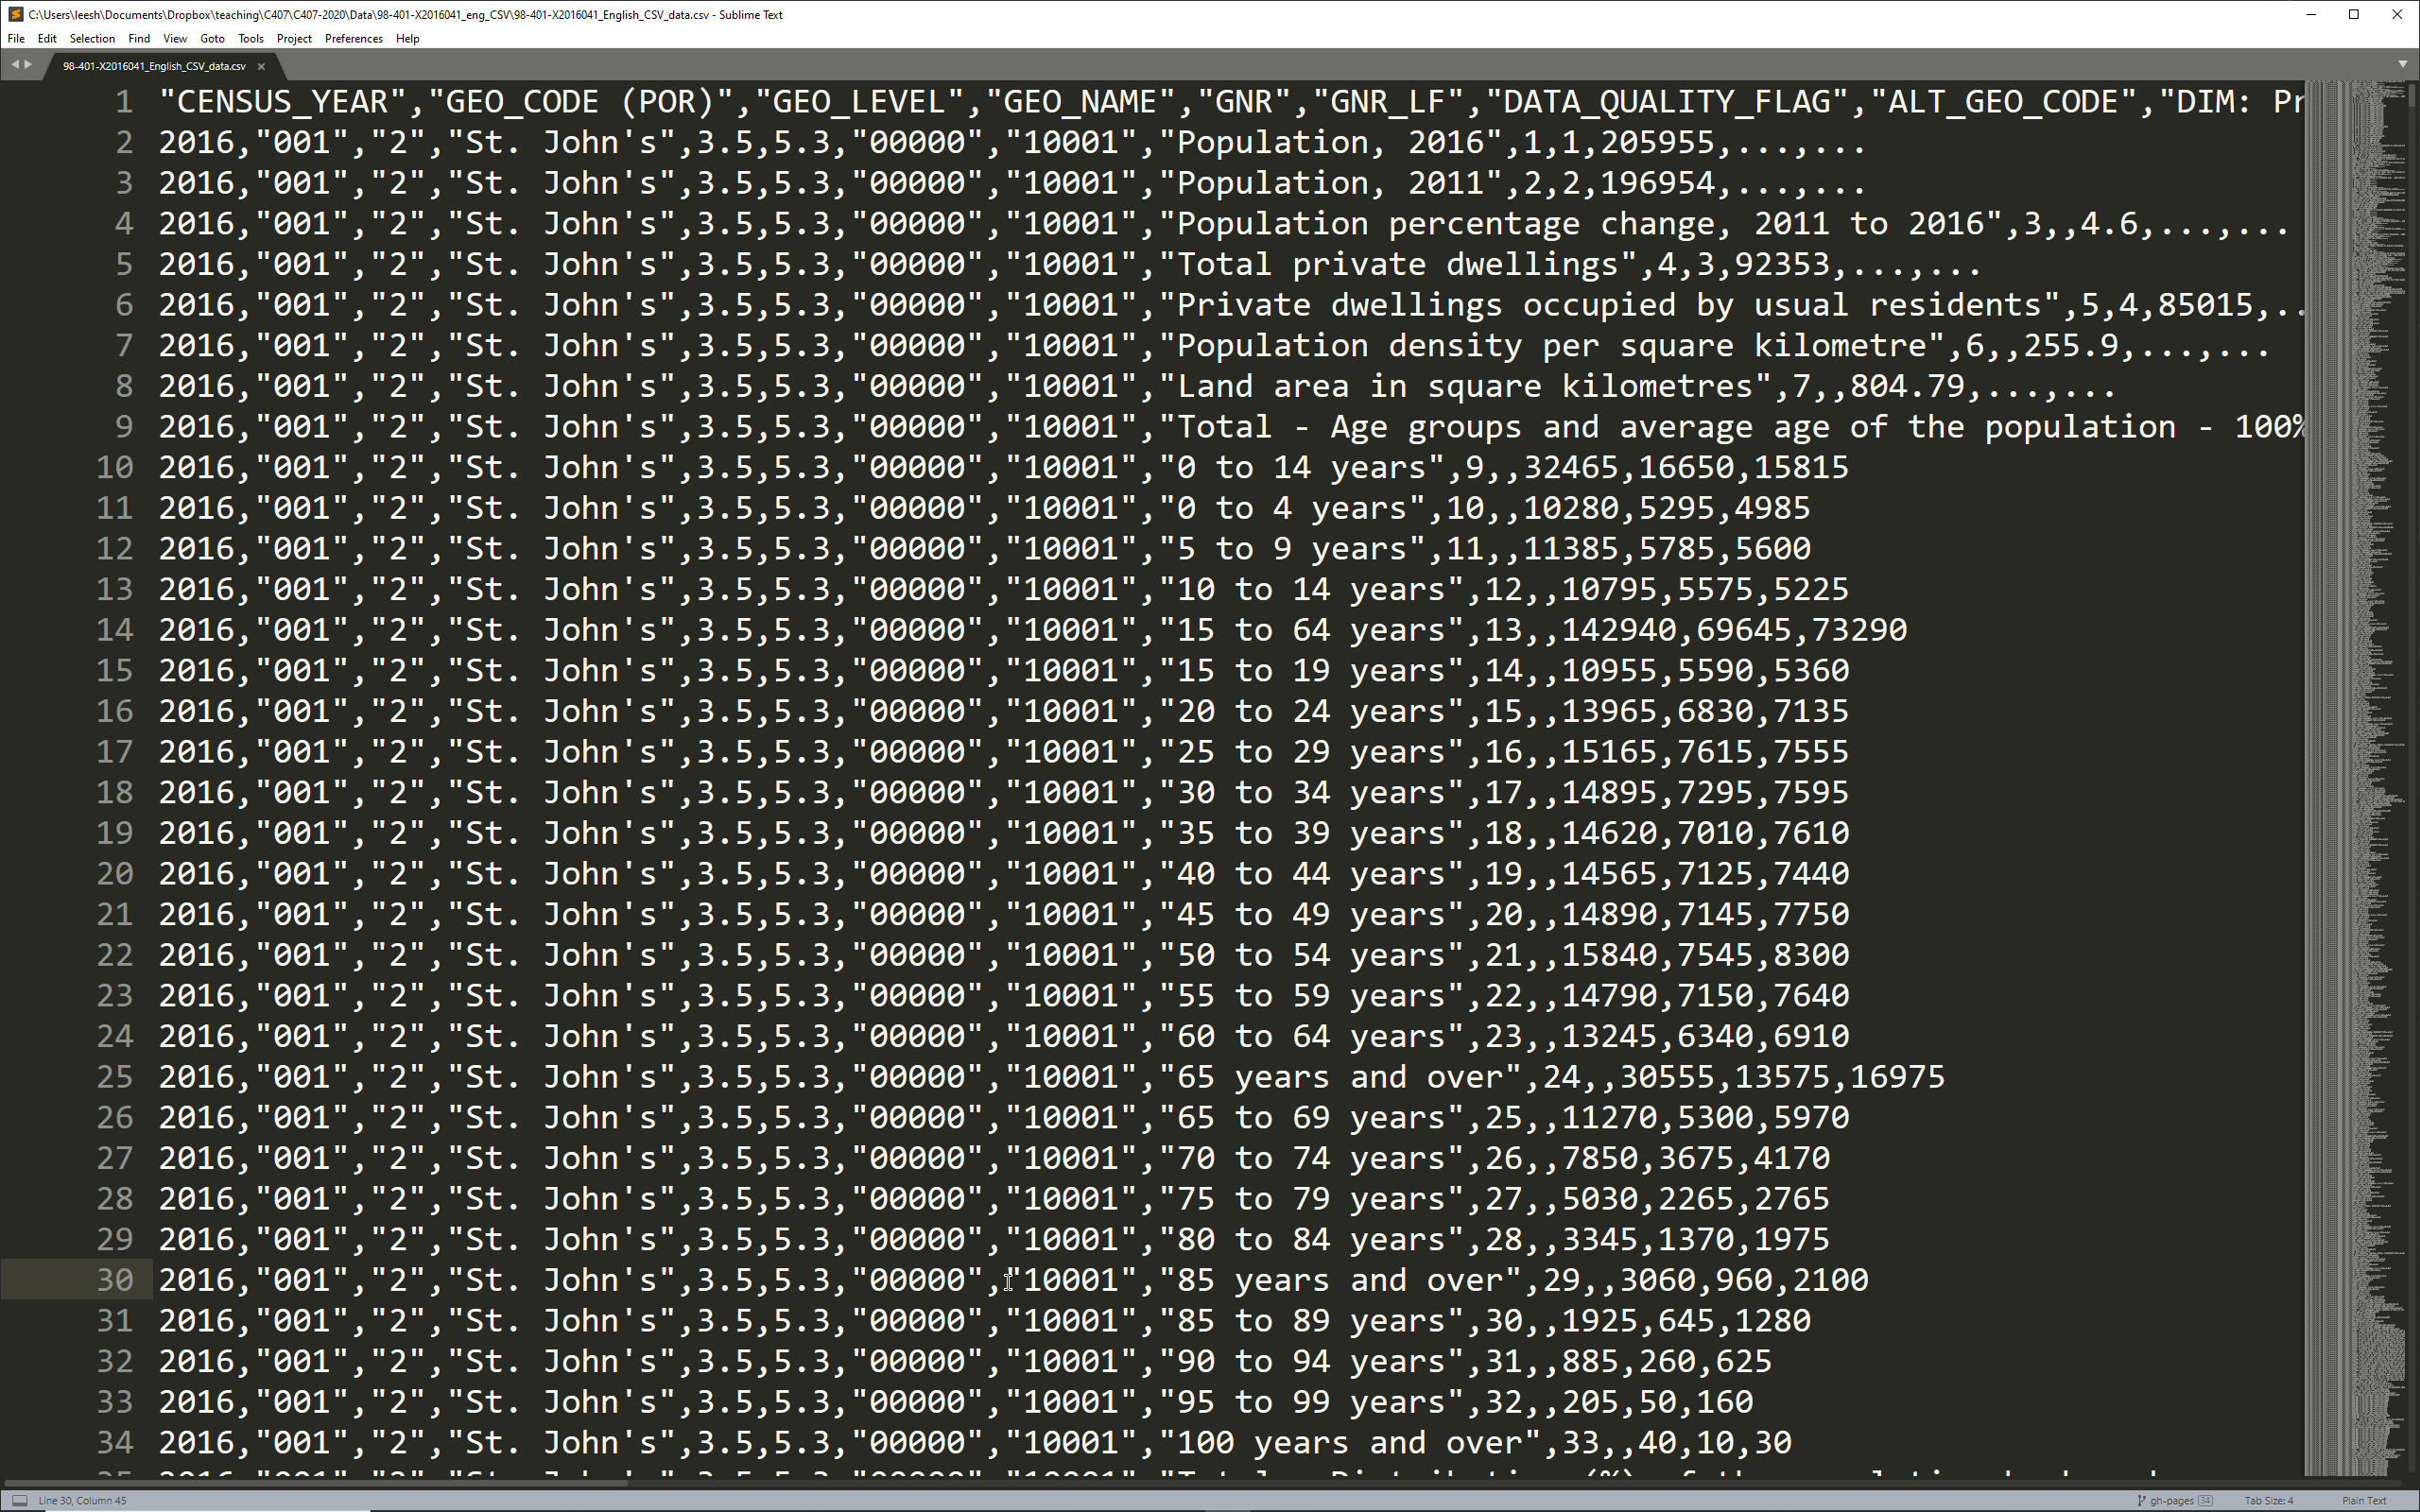 C:\Users\leesh\Documents\Dropbox\teaching\C407\C407-2020\Data\98-401-X2016041_eng_CSV\98-401-X2016041_English_CSV_data.csv - Sublime Text
File Edit Selection Find View Goto Tools Project Preferences Help
98-401-X2016041_English_CSV_data.csv
1 "CENSUS_YEAR","GEO_CODE (POR)","GEO_LEVEL","GEO_NAME","GNR","GNR_LF","DATA_QUALITY_FLAG","ALT_GEO_CODE","DIM: Pr
2 2016,"001","2","St. John's",3.5,5.3,"00000","10001","Population, 2016",1,1,205955,...,...
3 2016,"001","2","St. John's",3.5,5.3,"00000","10001","Population, 2011",2,2,196954,...,...
4 2016,"001","2","St. John's",3.5,5.3,"00000","10001","Population percentage change, 2011 to 2016",3,,4.6,...,...
5 2016,"001","2","St. John's",3.5,5.3,"00000","10001","Total private dwellings",4,3,92353,...,...
6 2016,"001","2","St. John's",3.5,5.3,"00000","10001","Private dwellings occupied by usual residents",5,4,85015,..
7 2016,"001","2","St. John's",3.5,5.3,"00000","10001","Population density per square kilometre",6,,255.9,...,...
8 2016,"001","2","St. John's",3.5,5.3,"00000","10001","Land area in square kilometres",7,,804.79,...,...
9 2016,"001","2","St. John's",3.5,5.3,"00000","10001","Total - Age groups and average age of the population - 100%
10 2016,"001","2","St. John's",3.5,5.3,"00000","10001","0 to 14 years",9,,32465,16650,15815
11 2016,"001","2","St. John's",3.5,5.3,"00000","10001","0 to 4 years",10,,10280,5295,4985
12 2016,"001","2","St. John's",3.5,5.3,"00000","10001","5 to 9 years",11,,11385,5785,5600
13 2016,"001","2","St. John's",3.5,5.3,"00000","10001","10 to 14 years",12,,10795,5575,5225
14 2016,"001","2","St. John's",3.5,5.3,"00000","10001","15 to 64 years",13,,142940,69645,73290
15 2016,"001","2","St. John's",3.5,5.3,"00000","10001","15 to 19 years",14,,10955,5590,5360
16 2016,"001","2","St. John's",3.5,5.3,"00000","10001","20 to 24 years",15,,13965,6830,7135
17 2016,"001","2","St. John's",3.5,5.3,"00000","10001","25 to 29 years",16,,15165,7615,7555
18 2016,"001","2","St. John's",3.5,5.3,"00000","10001","30 to 34 years",17,,14895,7295,7595
19 2016,"001","2","St. John's",3.5,5.3,"00000","10001","35 to 39 years",18,,14620,7010,7610
20 2016,"001","2","St. John's",3.5,5.3,"00000","10001","40 to 44 years",19,,14565,7125,7440
21 2016,"001","2","St. John's",3.5,5.3,"00000","10001","45 to 49 years",20,,14890,7145,7750
22 2016,"001","2","St. John's",3.5,5.3,"00000","10001","50 to 54 years",21,,15840,7545,8300
23 2016,"001","2","St. John's",3.5,5.3,"00000","10001","55 to 59 years",22,,14790,7150,7640
24 2016,"001","2","St. John's",3.5,5.3,"00000","10001","60 to 64 years",23,,13245,6340,6910
25 2016,"001","2","St. John's",3.5,5.3,"00000","10001","65 years and over",24,,30555,13575,16975
26 2016,"001","2","St. John's",3.5,5.3,"00000","10001","65 to 69 years",25,,11270,5300,5970
27 2016,"001","2","St. John's",3.5,5.3,"00000","10001","70 to 74 years",26,,7850,3675,4170
28 2016,"001","2","St. John's",3.5,5.3,"00000","10001","75 to 79 years",27,,5030,2265,2765
29 2016,"001","2","St. John's",3.5,5.3,"00000","10001","80 to 84 years",28,,3345,1370,1975
30 2016,"001","2","St. John's",3.5,5.3,"00000","10001","85 years and over",29,,3060,960,2100
31 2016,"001","2","St. John's",3.5,5.3,"00000","10001","85 to 89 years",30,,1925,645,1280
32 2016,"001","2","St. John's",3.5,5.3,"00000","10001","90 to 94 years",31,,885,260,625
33 2016,"001","2","St. John's",3.5,5.3,"00000","10001","95 to 99 years",32,,205,50,160
34 2016,"001","2","St. John's",3.5,5.3,"00000","10001","100 years and over",33,,40,10,30
Line 30, Column 45 gh-pages 34 Tab Size: 4 Plain Text